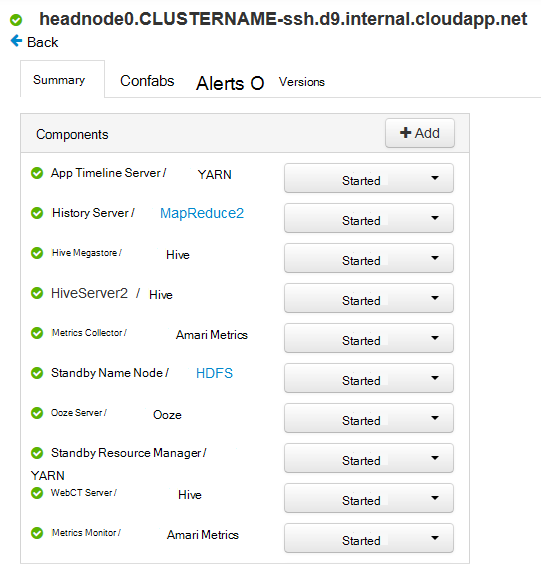 headnode0.CLUSTERNAME-ssh.d9.internal.cloudapp.net
Back
Summary Confabs Alerts O Versions
Components Add
App Timeline Server / YARN Started
History Server / MapReduce2 Started
Hive Megastore / Hive Started
HiveServer2 / Hive Started
Metrics Collector / Amari Metrics Started
Standby Name Node / HDFS Started
Ooze Server / Ooze Started
Standby Resource Manager / Started
YARN
WebCT Server / Hive Started
Metrics Monitor / Amari Metrics Started